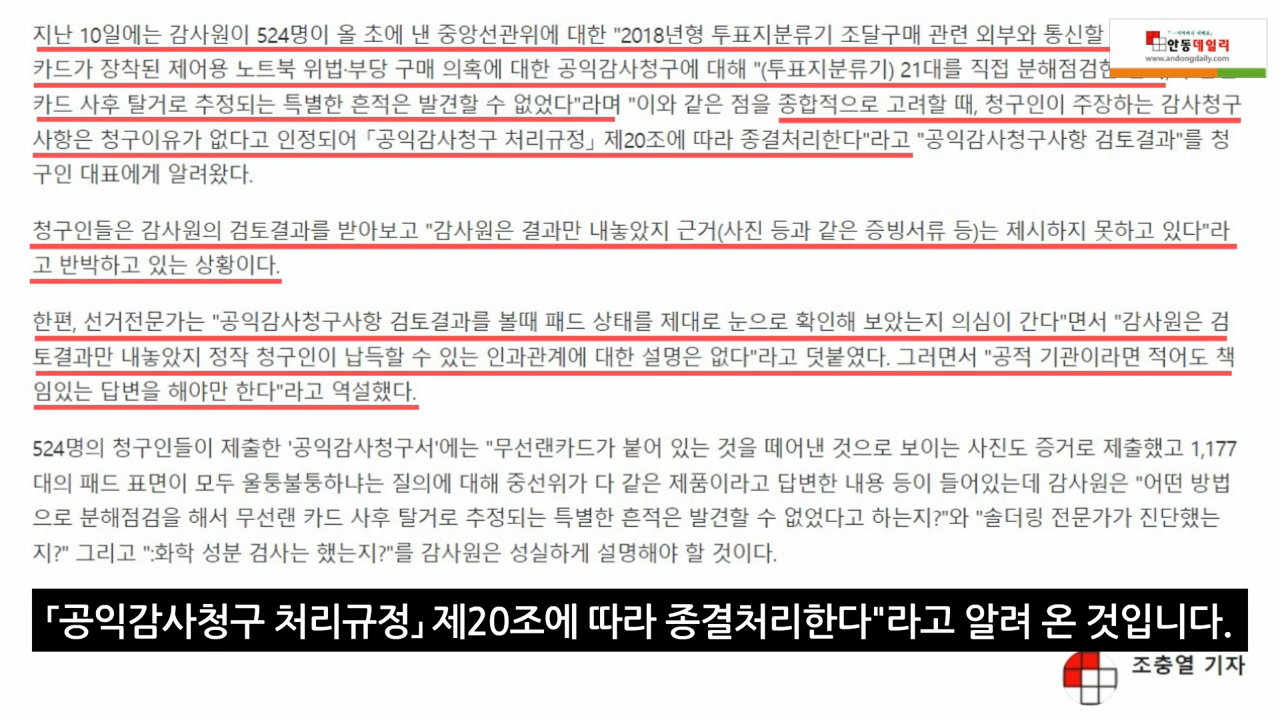 지난 10일에는 감사원이 524명이 올 초에 낸 중앙선관위에 대한 "2018년형 투표지분류기 조달구매 관련 외부와 통신할
안동데일리
www.andongdaily.com
카드가 장착된 제어용 노트북 위법·부당 구매 의혹에 대한 공익감사청구에 대해 "(투표지분류기) 21대를 직접 분해점검한
카드 사후 탈거로 추정되는 특별한 흔적은 발견할 수 없었다"라며 "이와 같은 점을 종합적으로 고려할 때, 청구인이 주장하는 감사청구
사항은 청구이유가 없다고 인정되어 ｢공익감사청구 처리규정｣ 제20조에 따라 종결처리한다"라고 "공익감사청구사항 검토결과"를 청
구인 대표에게 알려왔다.
청구인들은 감사원의 검토결과를 받아보고 "감사원은 결과만 내놓았지 근거(사진 등과 같은 증빙서류 등)는 제시하지 못하고 있다"라
고 반박하고 있는 상황이다.
한편, 선거전문가는 "공익감사청구사항 검토결과를 볼때 패드 상태를 제대로 눈으로 확인해 보았는지 의심이 간다"면서 "감사원은 검
토결과만 내놓았지 정작 청구인이 납득할 수 있는 인과관계에 대한 설명은 없다"라고 덧붙였다. 그러면서 "공적 기관이라면 적어도 책
임있는 답변을 해야만 한다"라고 역설했다.
524명의 청구인들이 제출한 '공익감사청구서'에는 "무선랜카드가 붙어 있는 것을 떼어낸 것으로 보이는 사진도 증거로 제출했고 1,177
대의 패드 표면이 모두 울퉁불퉁하냐는 질의에 대해 중선위가 다 같은 제품이라고 답변한 내용 등이 들어있는데 감사원은 "어떤 방법
으로 분해점검을 해서 무선랜 카드 사후 탈거로 추정되는 특별한 흔적은 발견할 수 없었다고 하는지?"와 "솔더링 전문가가 진단했는
지?" 그리고 ":화학 성분 검사는 했는지?"를 감사원은 성실하게 설명해야 할 것이다.
｢공익감사청구 처리규정｣ 제20조에 따라 종결처리한다"라고 알려 온 것입니다.
조충열 기자